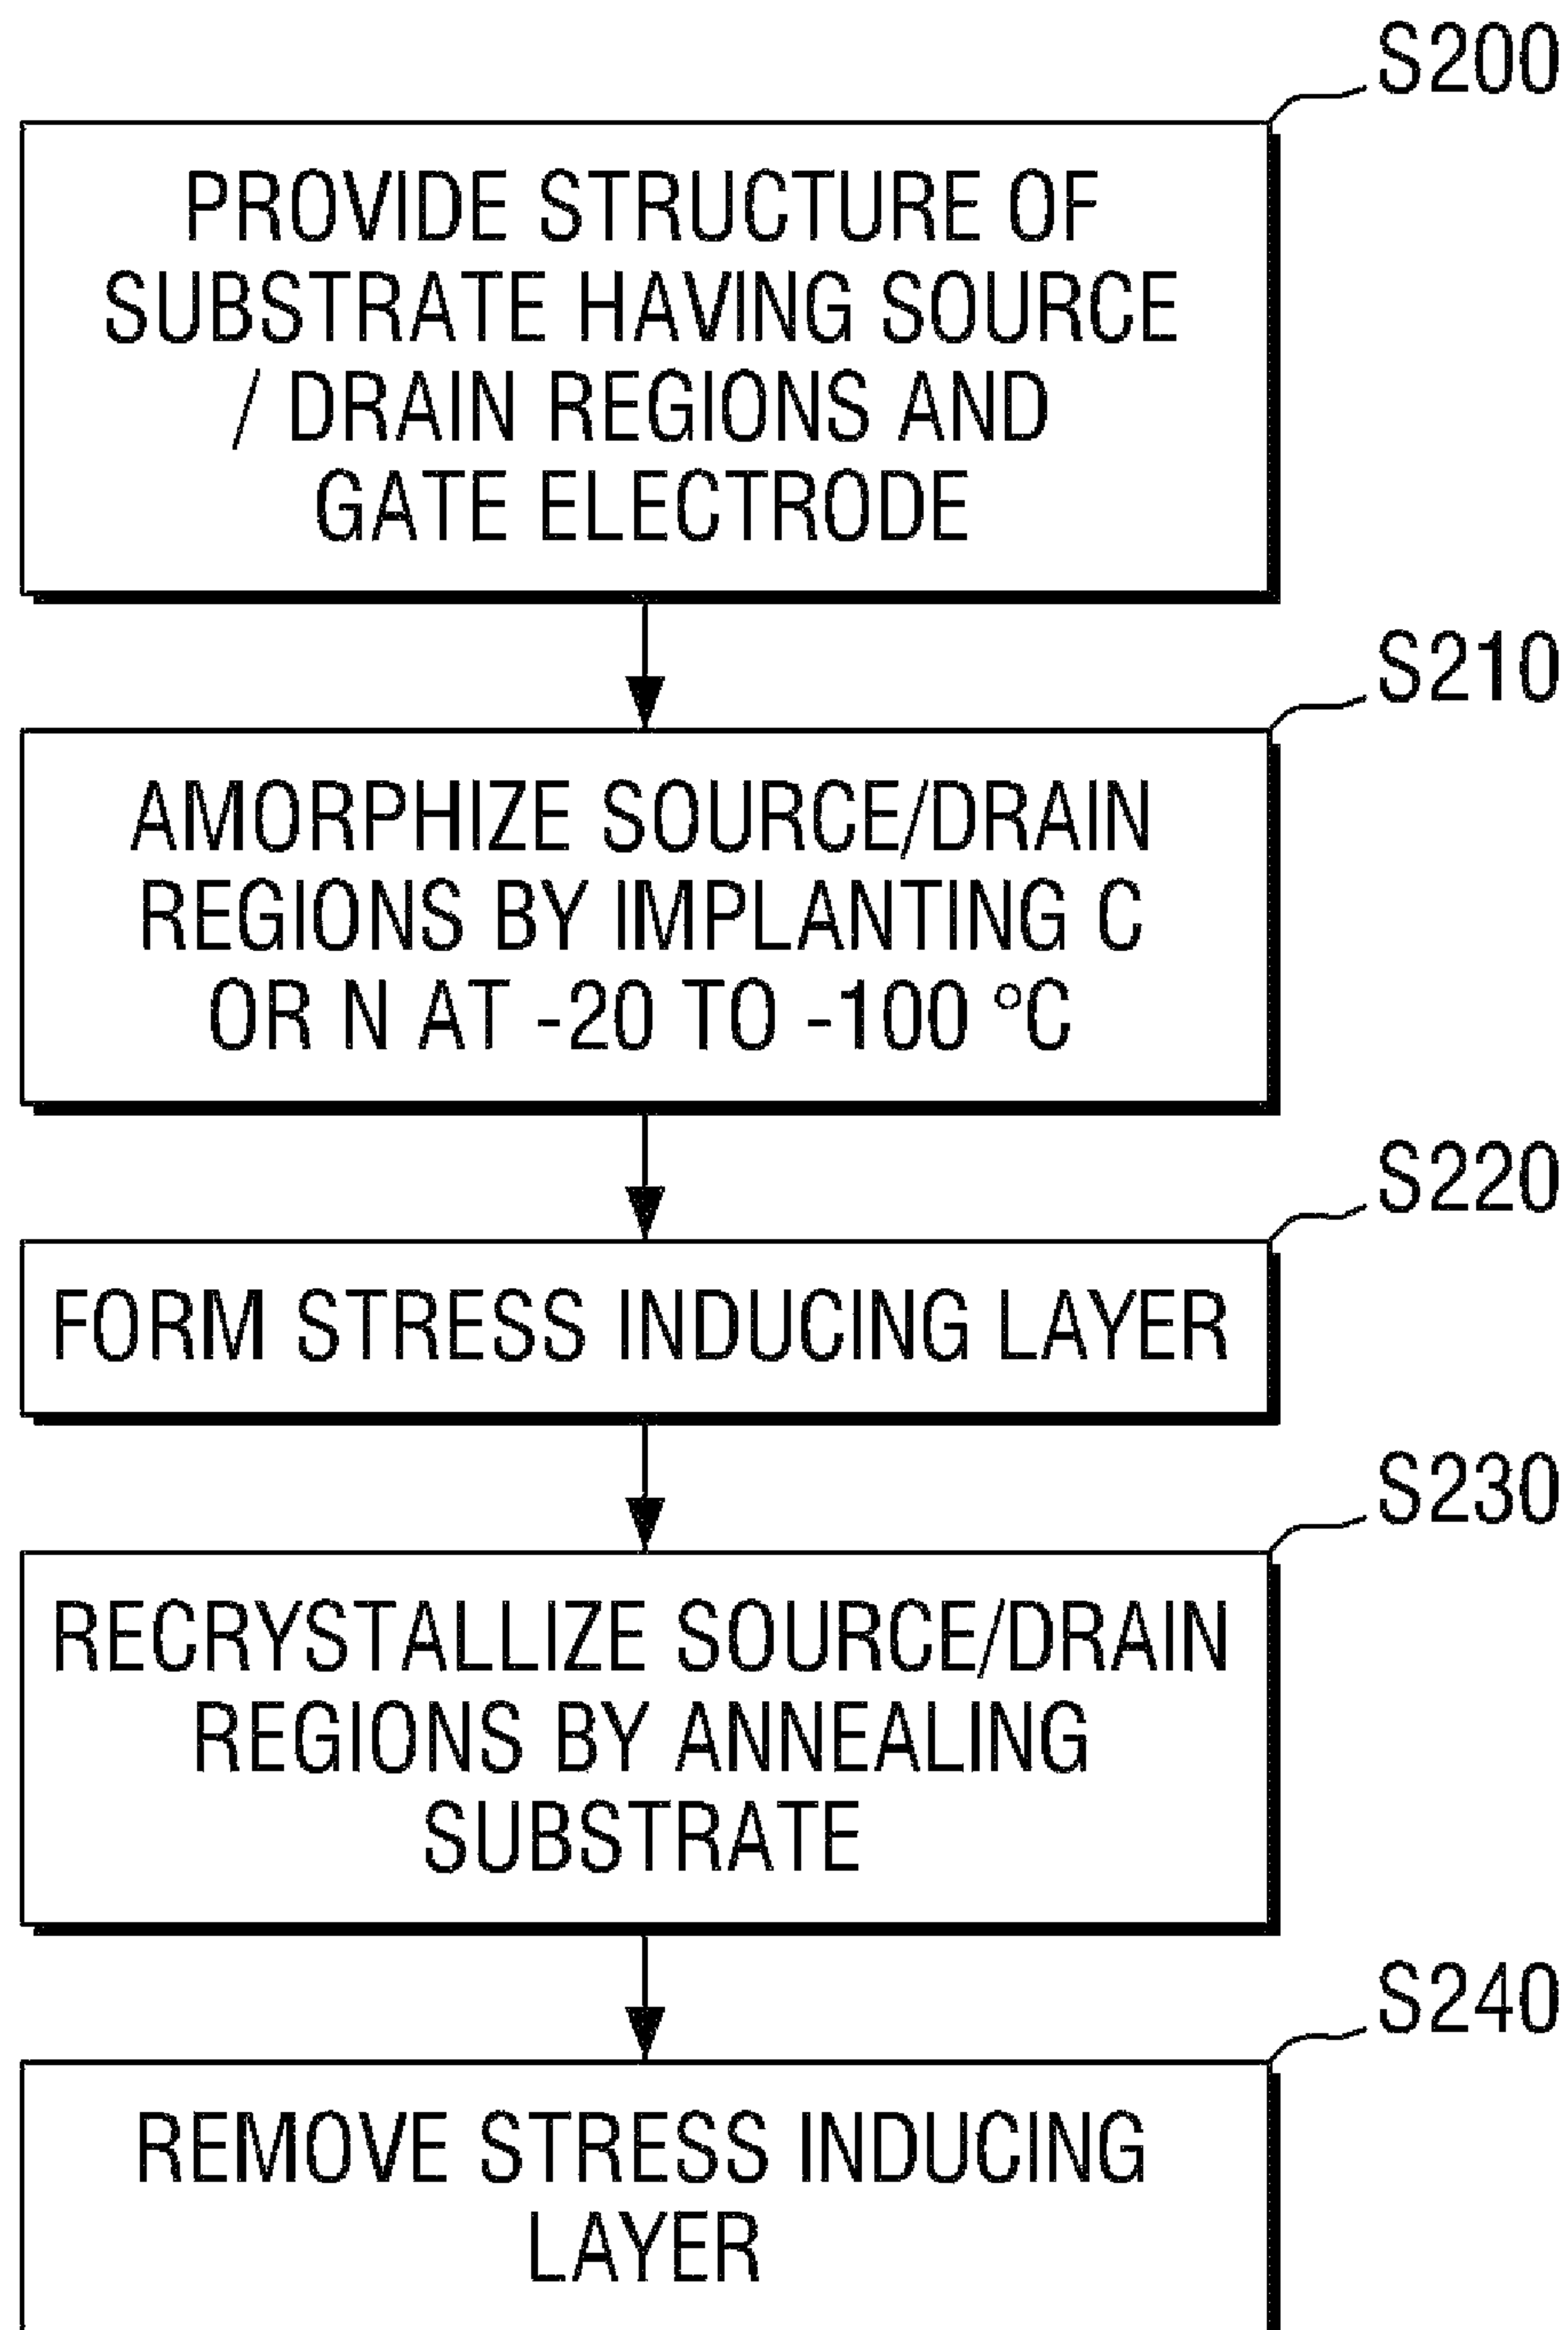 S200
PROVIDE STRUCTURE OF
SUBSTRATE HAVING SOURCE
/ DRAIN REGIONS AND
GATE ELECTRODE
S210
AMORPHIZE SOURCE/DRAIN
REGIONS BY IMPLANTING C
OR N AT -20 TO -100 °C
S220
FORM STRESS INDUCING LAYER
S230
RECRYSTALLIZE SOURCE/DRAIN
REGIONS BY ANNEALING
SUBSTRATE
S240
REMOVE STRESS INDUCING
LAYER